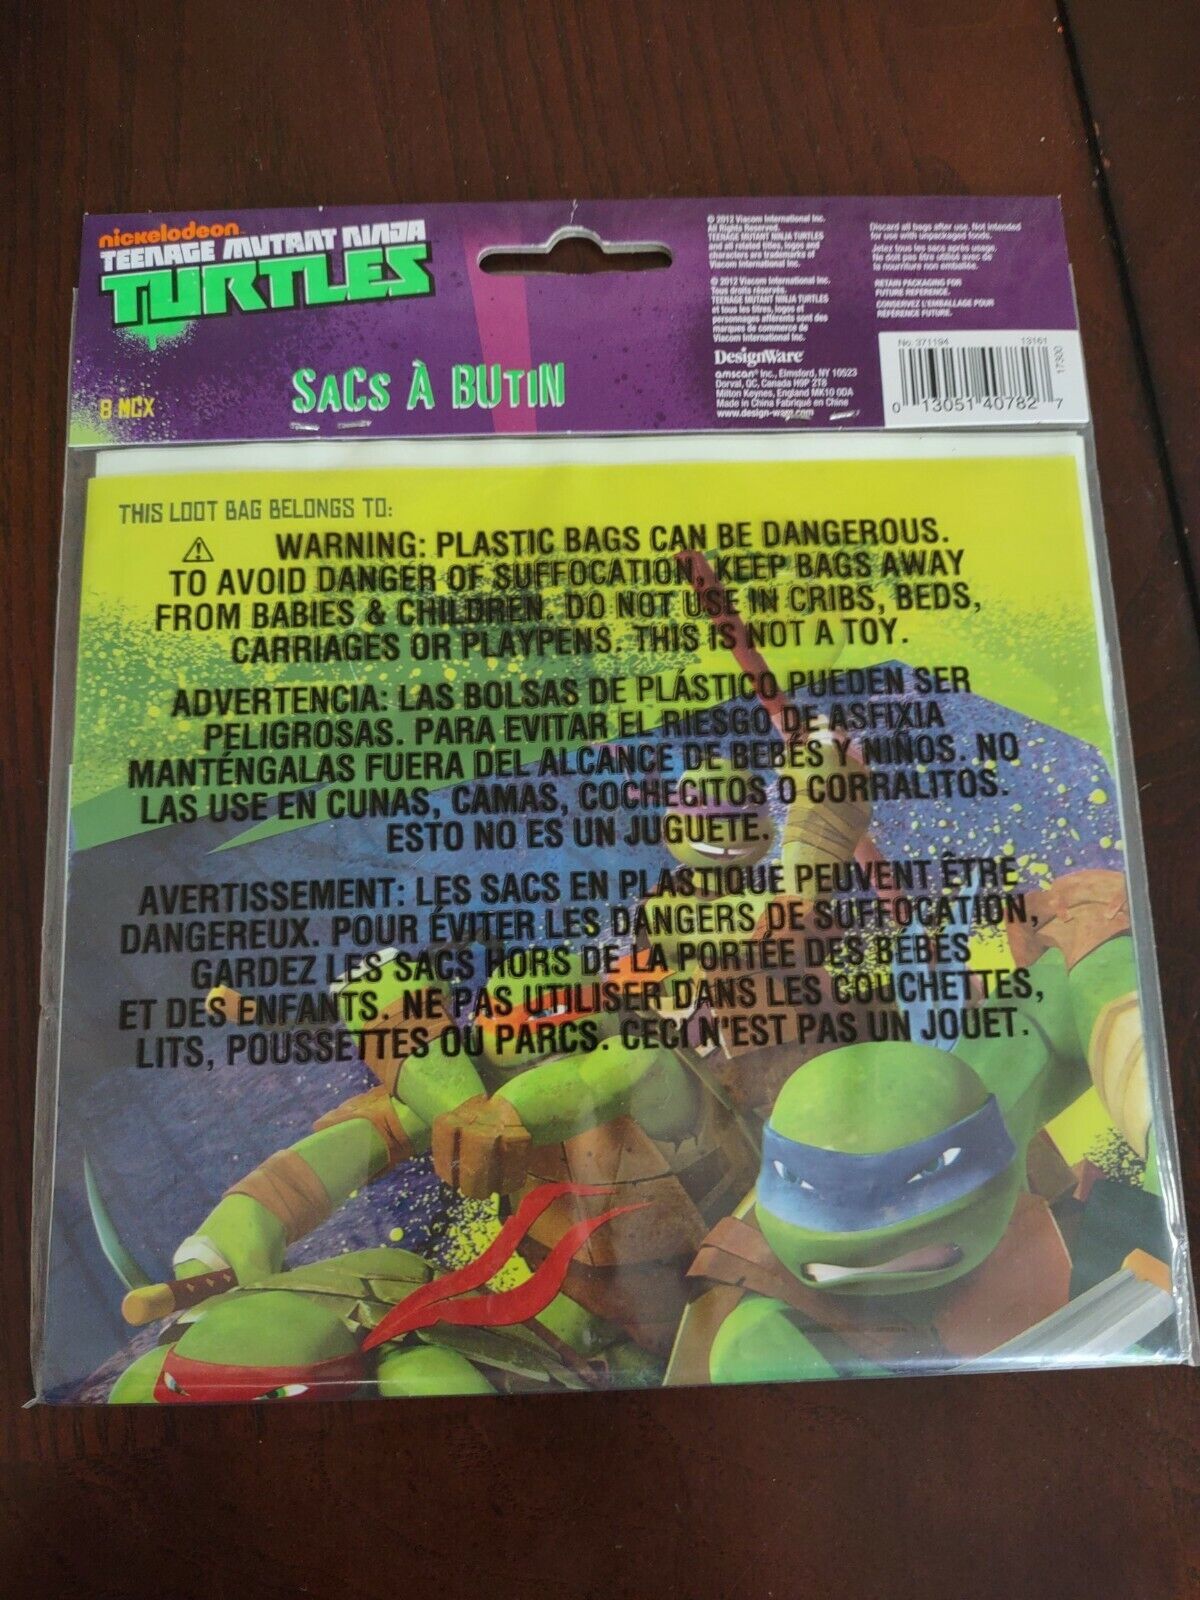 nickelodeon
TEENAGE MUTANT NINJA
TURTLES
8 MCX
SACS À BUTIN
© 2012 Viacom International Inc.
All Rights Reserved.
TEENAGE MUTANT NINJA TURTLES
and all related titles, logos and
characters are trademarks of
Viacom International Inc.
© 2012 Viacom International Inc.
Tous droits réservés.
TEENAGE MUTANT NINJA TURTLES
et tous les titres, logos et
personnages afférents sont des
marques de commerce de
Viacom International Inc.
DesignWare
amscan® Inc., Elmsford, NY 10523
Dorval, QC, Canada H9P 2T8
Milton Keynes, England MK10 0DA
Made in China Fabriqué en Chine
www.design-ware.com
Discard all bags after use. Not intended
for use with unpackaged foods.
Jetez tous les sacs après usage.
Ne doit pas être utilisé avec de
la nourriture non emballée.
RETAIN PACKAGING FOR
FUTURE REFERENCE.
CONSERVEZ L'EMBALLAGE POUR
RÉFÉRENCE FUTURE.
No. 371194 13161
17300
0 13051 40782 7
THIS LOOT BAG BELONGS TO:
WARNING: PLASTIC BAGS CAN BE DANGEROUS.
TO AVOID DANGER OF SUFFOCATION, KEEP BAGS AWAY
FROM BABIES & CHILDREN. DO NOT USE IN CRIBS, BEDS,
CARRIAGES OR PLAYPENS. THIS IS NOT A TOY.
ADVERTENCIA: LAS BOLSAS DE PLÁSTICO PUEDEN SER
PELIGROSAS. PARA EVITAR EL RIESGO DE ASFIXIA
MANTÉNGALAS FUERA DEL ALCANCE DE BEBÉS Y NIÑOS. NO
LAS USE EN CUNAS, CAMAS, COCHECITOS O CORRALITOS.
ESTO NO ES UN JUGUETE.
AVERTISSEMENT: LES SACS EN PLASTIQUE PEUVENT ÊTRE
DANGEREUX. POUR ÉVITER LES DANGERS DE SUFFOCATION,
GARDEZ LES SACS HORS DE LA PORTÉE DES BÉBÉS
ET DES ENFANTS. NE PAS UTILISER DANS LES COUCHETTES,
LITS, POUSSETTES OU PARCS. CECI N'EST PAS UN JOUET.